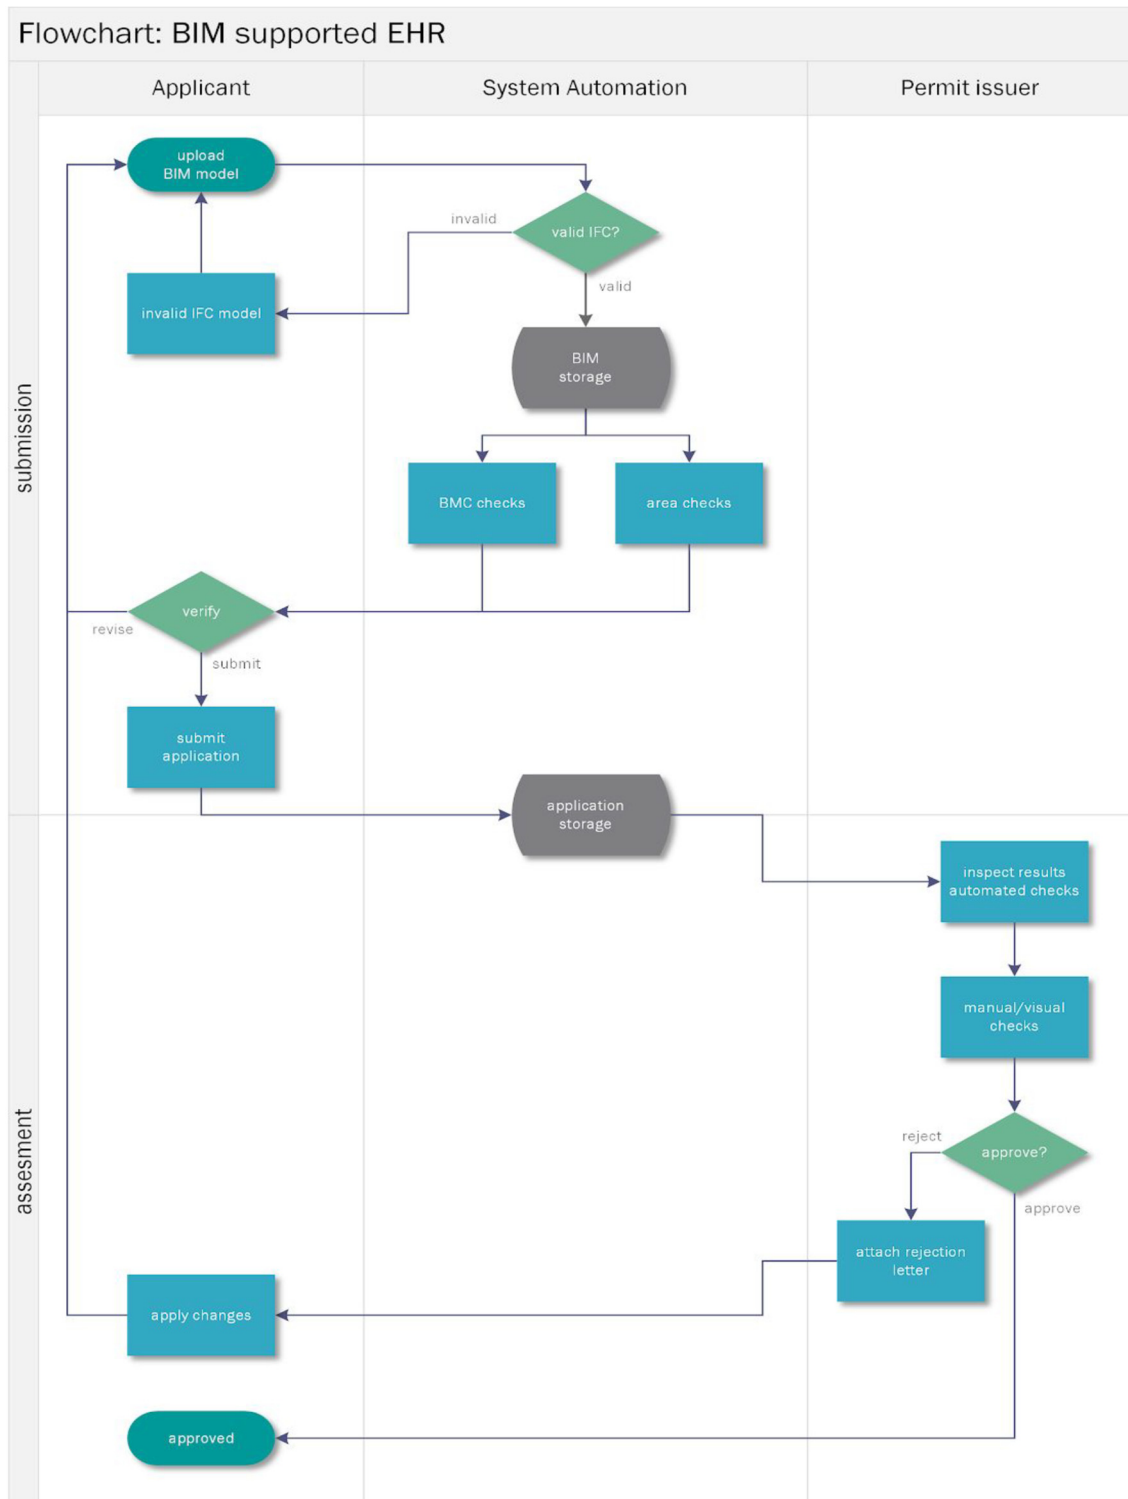 Flowchart: BIM supported EHR
Applicant
System Automation
Permit issuer
submission
upload
BIM model
invalid
valid IFC?
valid
invalid IFC model
BIM
storage
BMC checks
area checks
verify
revise
submit
submit
application
application
storage
assesment
inspect results
automated checks
manual/visual
checks
reject
approve?
approve
attach rejection
letter
apply changes
approved